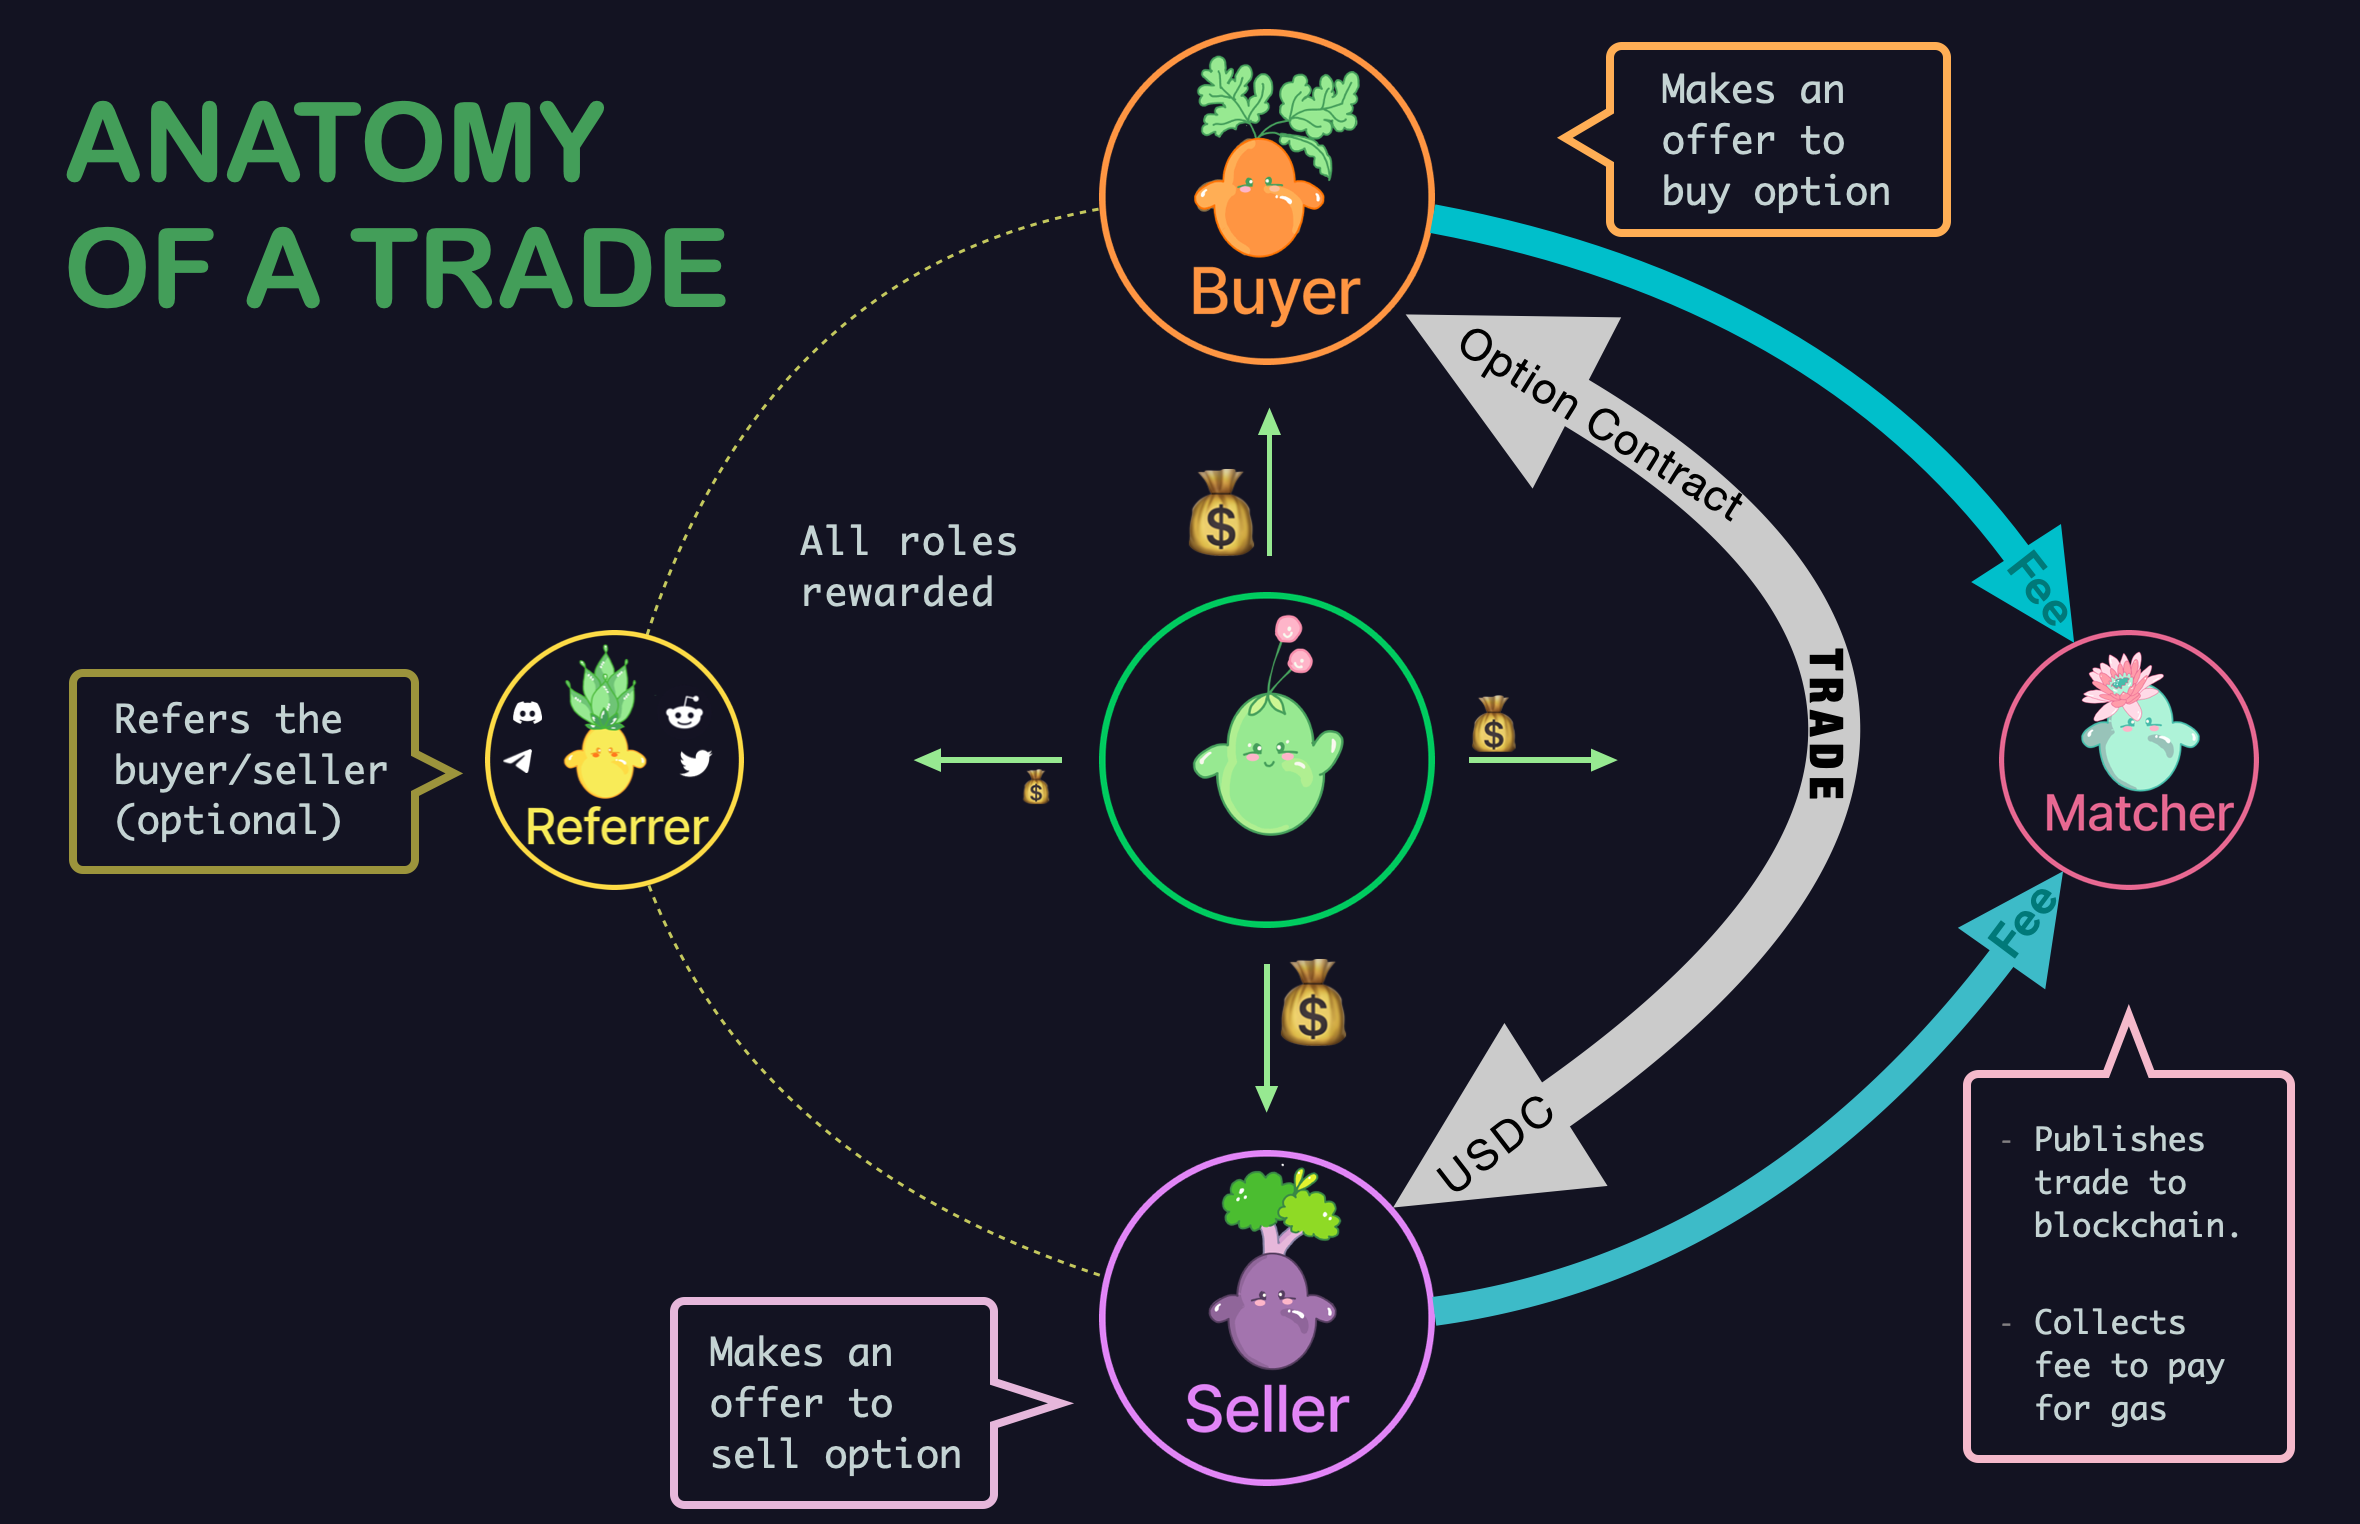 ANATOMY
OF A TRADE
Buyer
Makes an
offer to
buy option
Option Contract
Fee
All roles
rewarded
$
$
$
$
TRADE
Refers the
buyer/seller
(optional)
Referrer
Matcher
Fee
USDC
- Publishes
trade to
blockchain.
- Collects
fee to pay
for gas
Makes an
offer to
sell option
Seller